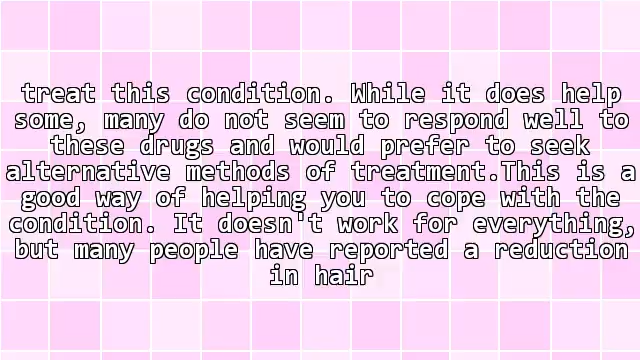 treat this condition. While it does help
some, many do not seem to respond well to
these drugs and would prefer to seek
alternative methods of treatment.This is a
good way of helping you to cope with the
condition. It doesn't work for everything,
but many people have reported a reduction
in hair